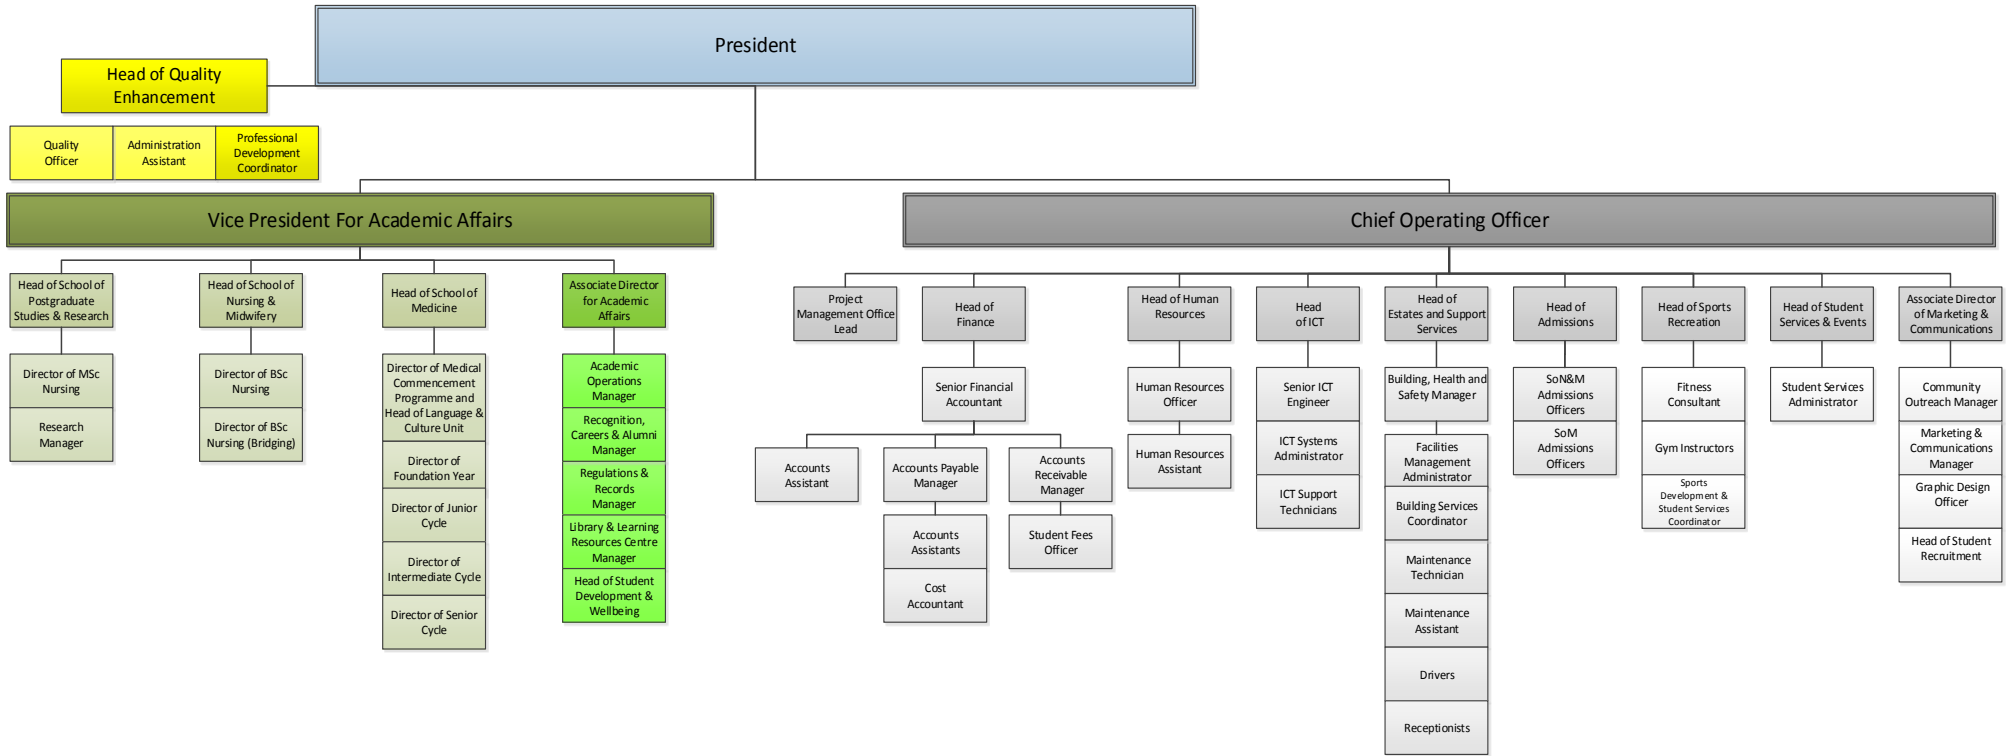 President
Head of Quality
Enhancement
Quality
Officer
Administration
Assistant
Professional
Development
Coordinator
Vice President For Academic Affairs
Chief Operating Officer
Head of School of
Postgraduate
Studies & Research
Director of MSc
Nursing
Research
Manager
Head of School of
Nursing &
Midwifery
Director of BSc
Nursing
Director of BSc
Nursing (Bridging)
Head of School of
Medicine
Director of Medical
Commencement
Programme and
Head of Language &
Culture Unit
Director of
Foundation Year
Director of Junior
Cycle
Director of
Intermediate Cycle
Director of Senior
Cycle
Associate Director
for Academic
Affairs
Academic
Operations
Manager
Recognition,
Careers & Alumni
Manager
Regulations &
Records
Manager
Library & Learning
Resources Centre
Manager
Head of Student
Development &
Wellbeing
Project
Management Office
Lead
Head of
Finance
Senior Financial
Accountant
Accounts
Assistant
Accounts Payable
Manager
Accounts
Assistants
Cost
Accountant
Accounts
Receivable
Manager
Student Fees
Officer
Head of Human
Resources
Human Resources
Officer
Human Resources
Assistant
Head
of ICT
Senior ICT
Engineer
ICT Systems
Administrator
ICT Support
Technicians
Head of
Estates and Support
Services
Building, Health and
Safety Manager
Facilities
Management
Administrator
Building Services
Coordinator
Maintenance
Technician
Maintenance
Assistant
Drivers
Receptionists
Head of
Admissions
SoN&M
Admissions
Officers
SoM
Admissions
Officers
Head of Sports
Recreation
Fitness
Consultant
Gym Instructors
Sports
Development &
Student Services
Coordinator
Head of Student
Services & Events
Student Services
Administrator
Associate Director
of Marketing &
Communications
Community
Outreach Manager
Marketing &
Communications
Manager
Graphic Design
Officer
Head of Student
Recruitment